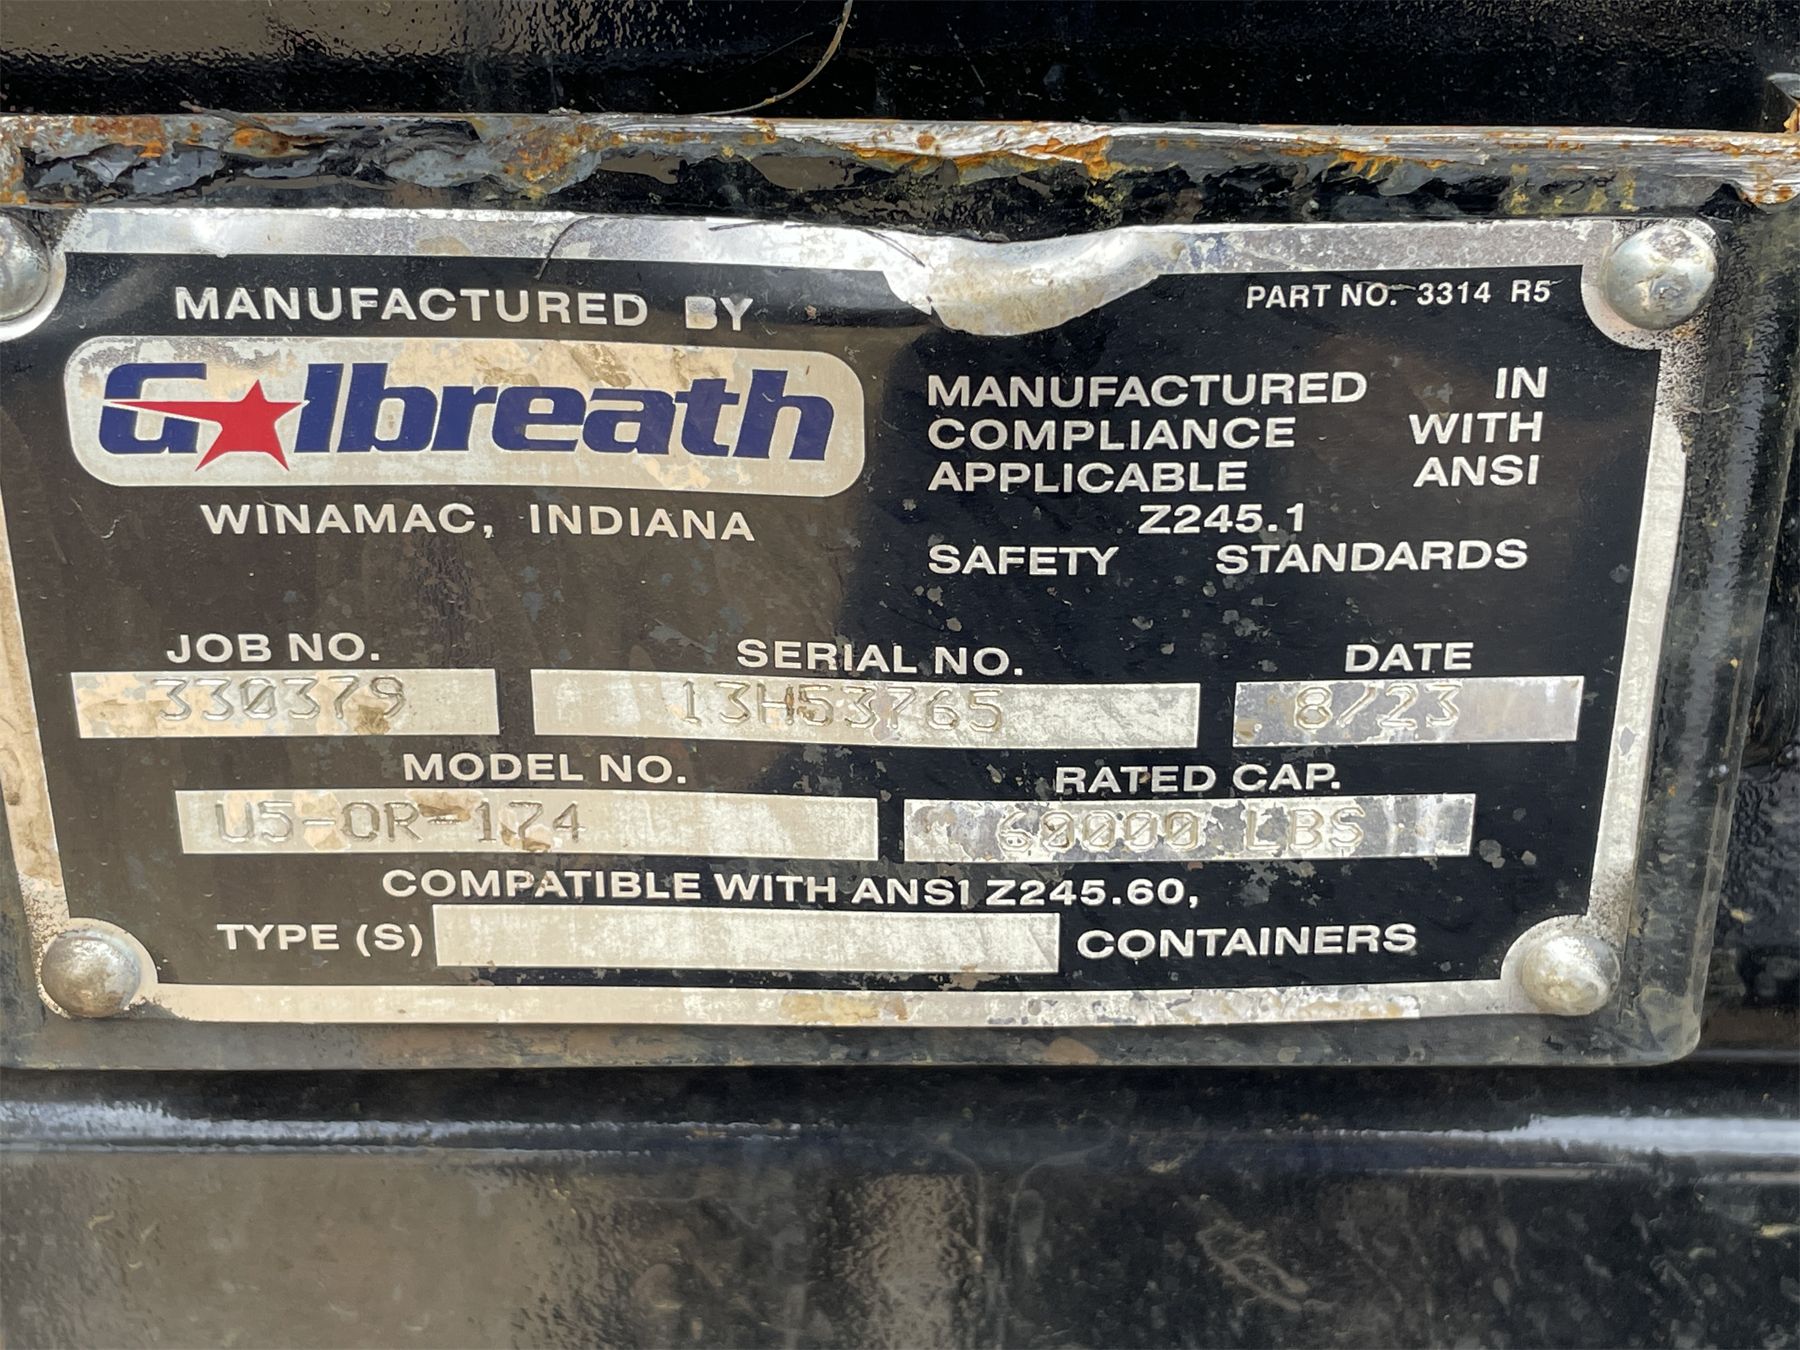 MANUFACTURED BY
Galbreath
WINAMAC, INDIANA
PART NO. 3314 R5
MANUFACTURED IN
COMPLIANCE WITH
APPLICABLE ANSI
Z245.1
SAFETY STANDARDS
JOB NO. SERIAL NO. DATE
330379 13H53765 8/23
MODEL NO. RATED CAP.
U5-OR-174 60000 LBS
COMPATIBLE WITH ANSI Z245.60,
TYPE (S) CONTAINERS